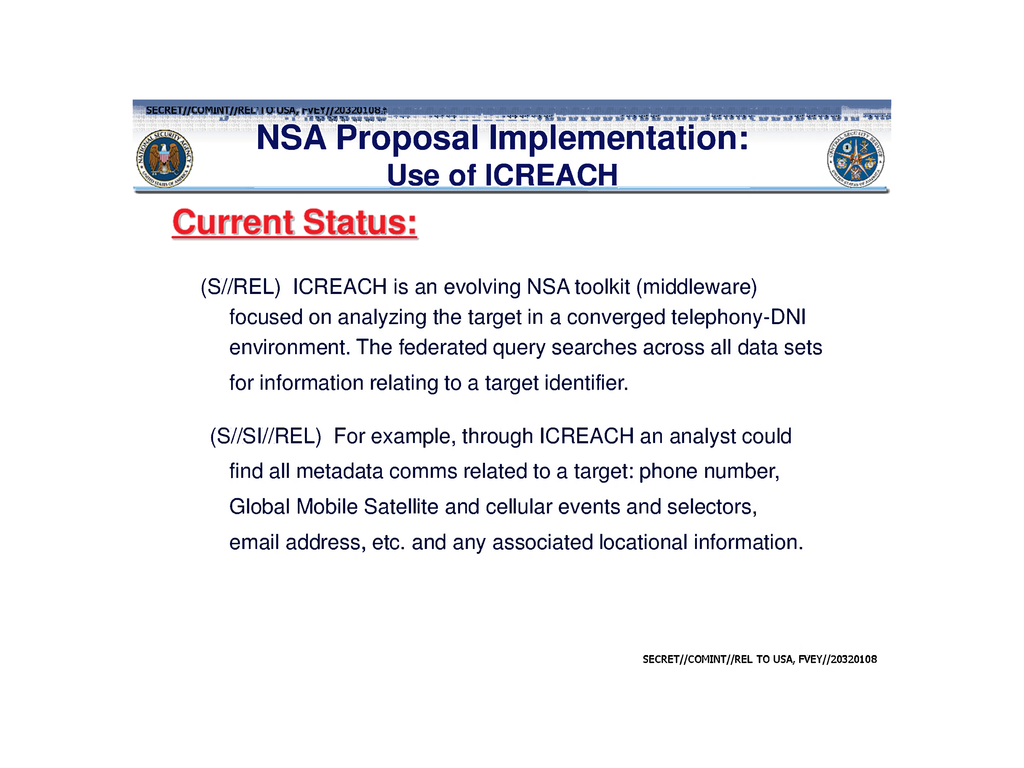 SECRET//COMINT//REL TO USA, FVEY//20320108
NSA Proposal Implementation:
Use of ICREACH
Current Status:
(S//REL) ICREACH is an evolving NSA toolkit (middleware)
focused on analyzing the target in a converged telephony-DNI
environment. The federated query searches across all data sets
for information relating to a target identifier.
(S//SI//REL) For example, through ICREACH an analyst could
find all metadata comms related to a target: phone number,
Global Mobile Satellite and cellular events and selectors,
email address, etc. and any associated locational information.
SECRET//COMINT//REL TO USA, FVEY//20320108